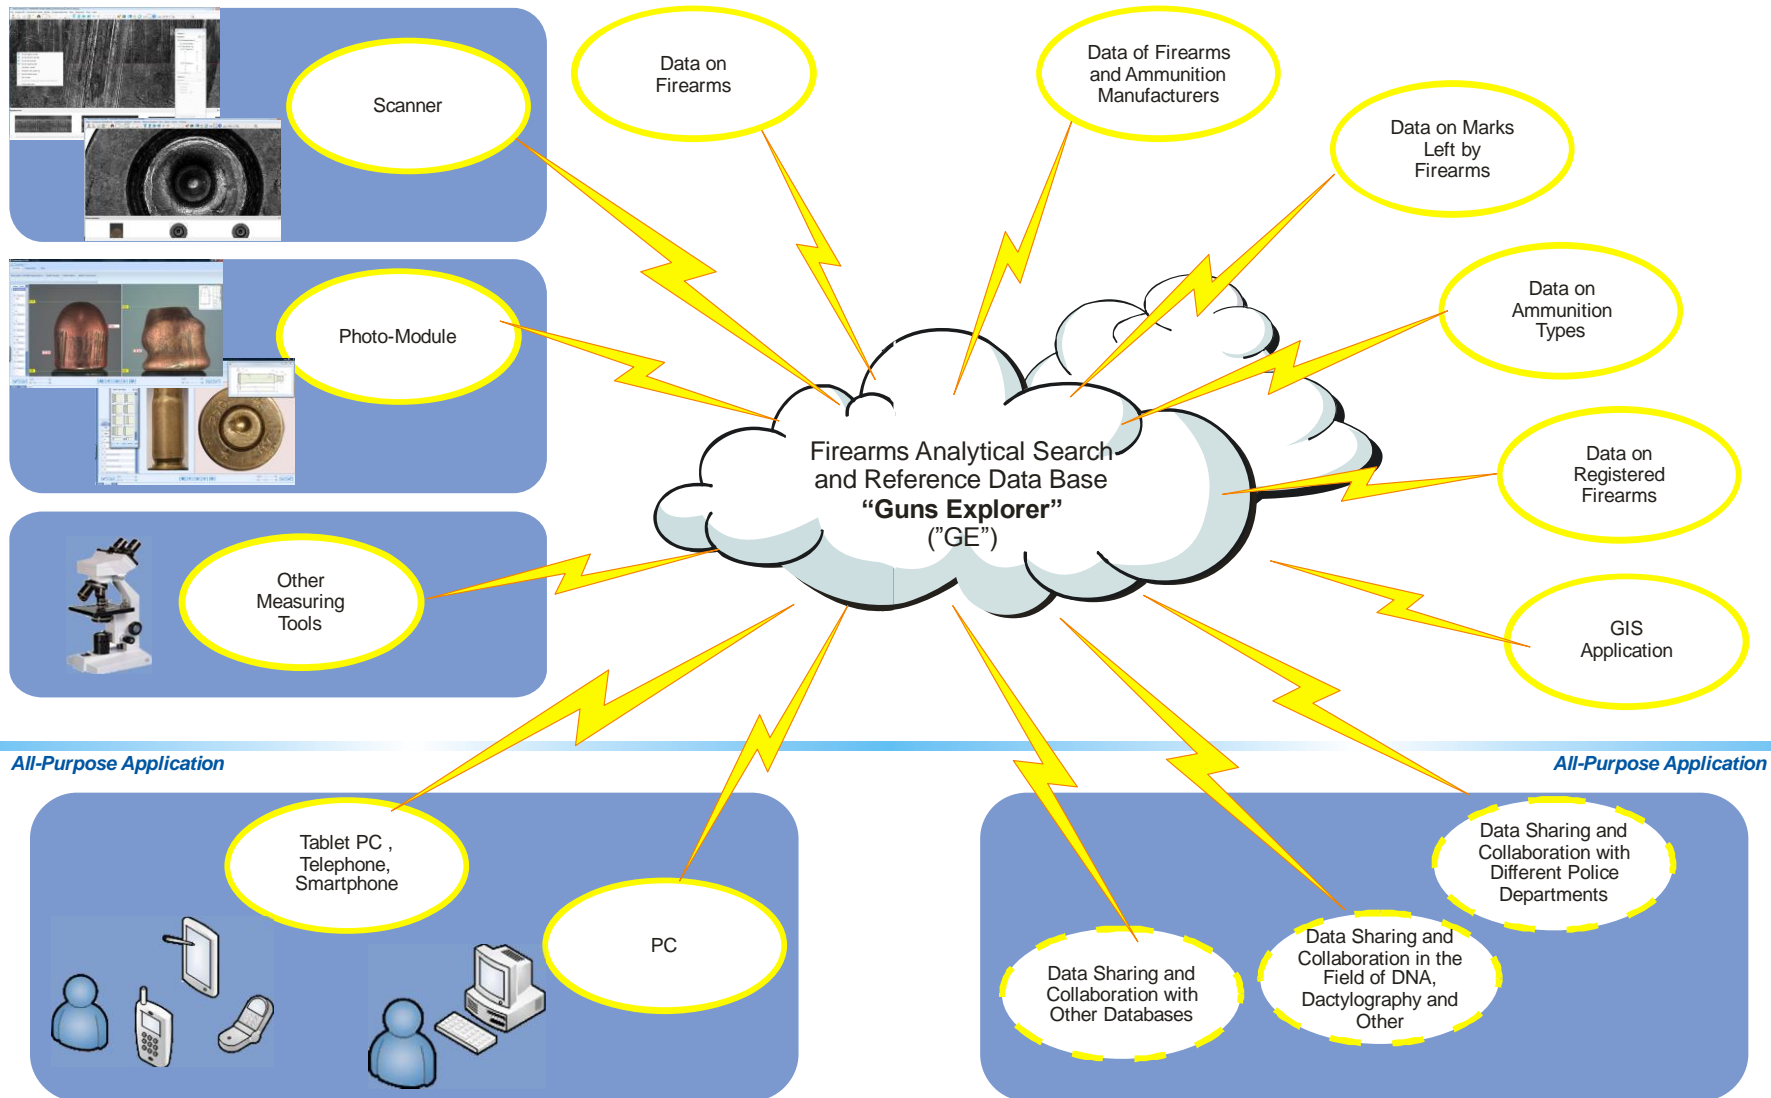 Scanner
Data on
Firearms
Data of Firearms
and Ammunition
Manufacturers
Data on Marks
Left by
Firearms
Photo-Module
Data on
Ammunition
Types
Firearms Analytical Search
and Reference Data Base
“Guns Explorer”
(”GE”)
Data on
Registered
Firearms
Other
Measuring
Tools
GIS
Application
All-Purpose Application
All-Purpose Application
Tablet PC ,
Telephone,
Smartphone
PC
Data Sharing and
Collaboration with
Different Police
Departments
Data Sharing and
Collaboration in the
Field of DNA,
Dactylography and
Other
Data Sharing and
Collaboration with
Other Databases